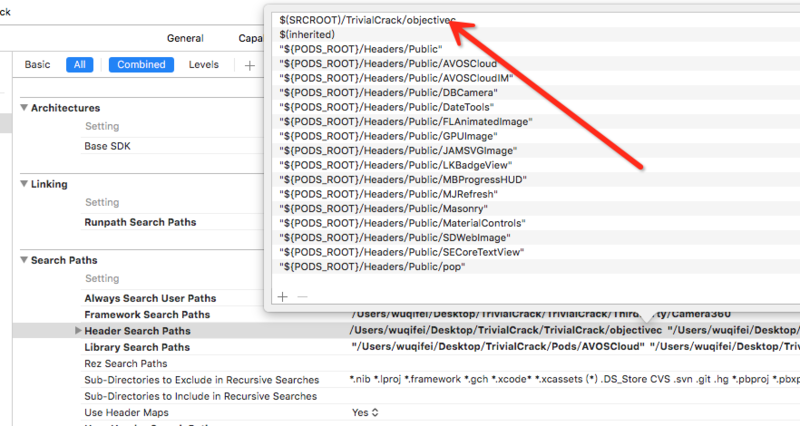 ck
General
Capa
Basic
All
Combined
Levels
+
$(SRCROOT)/TrivialCrack/objectivec
$(inherited)
"${PODS_ROOT}/Headers/Public"
"${PODS_ROOT}/Headers/Public/AVOSCloud"
"${PODS_ROOT}/Headers/Public/AVOSCloudIM"
"${PODS_ROOT}/Headers/Public/DBCamera"
"${PODS_ROOT}/Headers/Public/DateTools"
"${PODS_ROOT}/Headers/Public/FLAnimatedImage"
"${PODS_ROOT}/Headers/Public/GPUImage"
"${PODS_ROOT}/Headers/Public/JAMSVGImage"
"${PODS_ROOT}/Headers/Public/LKBadgeView"
"${PODS_ROOT}/Headers/Public/MBProgressHUD"
"${PODS_ROOT}/Headers/Public/MJRefresh"
"${PODS_ROOT}/Headers/Public/Masonry"
"${PODS_ROOT}/Headers/Public/MaterialControls"
"${PODS_ROOT}/Headers/Public/SDWebImage"
"${PODS_ROOT}/Headers/Public/SECoreTextView"
"${PODS_ROOT}/Headers/Public/pop"
+ −
Architectures
Setting
Base SDK
Linking
Setting
Runpath Search Paths
Search Paths
Setting
Always Search User Paths
Framework Search Paths /Users/wuqifei/Desktop/TrivialCrack/TrivialCrack/ThirdParty/Camera360
Header Search Paths /Users/wuqifei/Desktop/TrivialCrack/TrivialCrack/objectivec "/Users/wuqifei/Desktop/
Library Search Paths "/Users/wuqifei/Desktop/TrivialCrack/Pods/AVOSCloud" "/Users/wuqifei/Desktop/Triv
Rez Search Paths
Sub-Directories to Exclude in Recursive Searches *.nib *.lproj *.framework *.gch *.xcode* *.xcassets (*) .DS_Store CVS .svn .git .hg *.pbproj *.pbxp
Sub-Directories to Include in Recursive Searches
Use Header Maps Yes